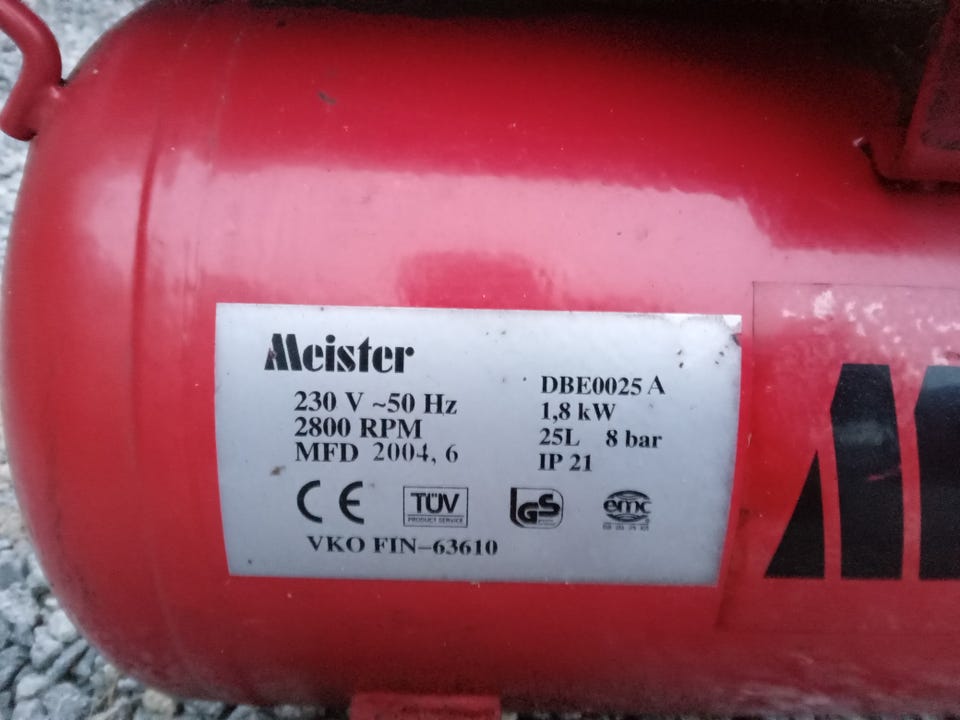 Meister
230 V ~50 Hz
2800 RPM
MFD 2004, 6
DBE0025 A
1,8 kW
25L 8 bar
IP 21
CE
TÜV
PRODUCT SERVICE
GS
emc
VKO FIN-63610
M